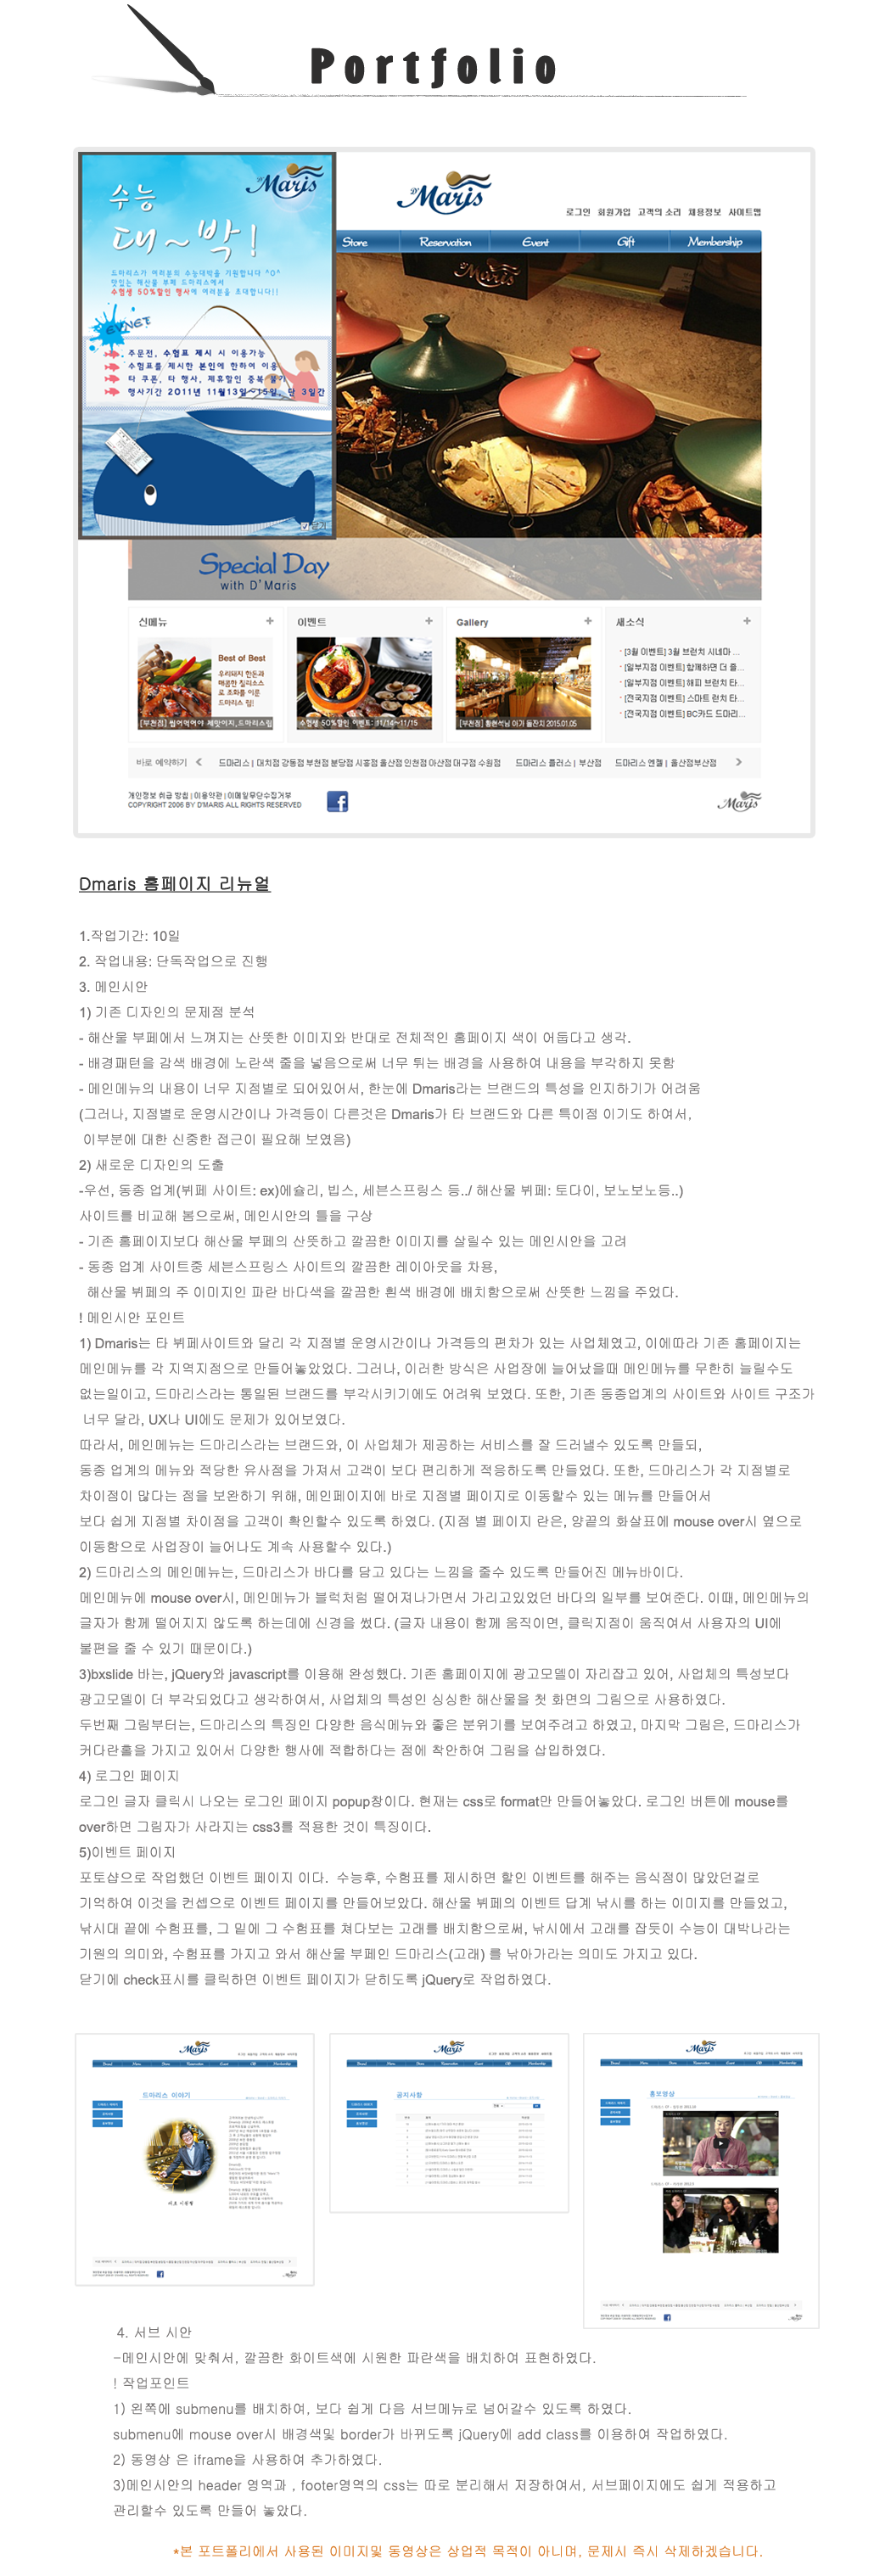 Portfolio
수능
대~박!
D'Maris
드마리스가 여러분의 수능대박을 기원합니다 ^0^
맛있는 해산물 부페 드마리스에서
수험생 50%할인 행사에 여러분을 초대합니다!!
EVNET
주문전, 수험표 제시 시 이용가능
수험표를 제시한 본인에 한하여 이용
타 쿠폰, 타 행사, 제휴할인 중복 불가
행사기간 2011년 11월13일~15일, 단 3일간
닫기
D'Maris
로그인 회원가입 고객의 소리 채용정보 사이트맵
Store Reservation Event Gift Membership
Maris
Special Day
with D'Maris
신메뉴 +
Best of Best
우리돼지 한돈과
매콤한 칠리소스
로 조화를 이룬
드마리스 립!
[부천점] 씹어먹어야 제맛이지,드마리스립
이벤트 +
수험생 50%할인 이벤트: 11/14~11/15
Gallery +
[부천점] 황현석님 아가 돌잔치 2015.01.05
새소식 +
· [3월 이벤트] 3월 브런치 시네마 ...
· [일부지점 이벤트] 함께하면 더 즐...
· [일부지점 이벤트] 해피 브런치 타...
· [전국지점 이벤트] 스마트 런치 타...
· [전국지점 이벤트] BC카드 드마리...
바로 예약하기 < 드마리스 | 대치점 강동점 부천점 분당점 시흥점 울산점 인천점 아산점 대구점 수원점 드마리스 플러스 | 부산점 드마리스 엔젤 | 울산점부산점 >
개인정보 취급 방침 | 이용약관 | 이메일무단수집거부
COPYRIGHT 2006 BY D'MARIS ALL RIGHTS RESERVED
Maris
Dmaris 홈페이지 리뉴얼
1.작업기간: 10일
2. 작업내용: 단독작업으로 진행
3. 메인시안
1) 기존 디자인의 문제점 분석
- 해산물 부페에서 느껴지는 산뜻한 이미지와 반대로 전체적인 홈페이지 색이 어둡다고 생각.
- 배경패턴을 감색 배경에 노란색 줄을 넣음으로써 너무 튀는 배경을 사용하여 내용을 부각하지 못함
- 메인메뉴의 내용이 너무 지점별로 되어있어서, 한눈에 Dmaris라는 브랜드의 특성을 인지하기가 어려움
(그러나, 지점별로 운영시간이나 가격등이 다른것은 Dmaris가 타 브랜드와 다른 특이점 이기도 하여서,
이부분에 대한 신중한 접근이 필요해 보였음)
2) 새로운 디자인의 도출
-우선, 동종 업계(뷔페 사이트: ex)에슐리, 빕스, 세븐스프링스 등../ 해산물 뷔페: 토다이, 보노보노등..)
사이트를 비교해 봄으로써, 메인시안의 틀을 구상
- 기존 홈페이지보다 해산물 부페의 산뜻하고 깔끔한 이미지를 살릴수 있는 메인시안을 고려
- 동종 업계 사이트중 세븐스프링스 사이트의 깔끔한 레이아웃을 차용,
해산물 뷔페의 주 이미지인 파란 바다색을 깔끔한 흰색 배경에 배치함으로써 산뜻한 느낌을 주었다.
! 메인시안 포인트
1) Dmaris는 타 뷔페사이트와 달리 각 지점별 운영시간이나 가격등의 편차가 있는 사업체였고, 이에따라 기존 홈페이지는
메인메뉴를 각 지역지점으로 만들어놓았었다. 그러나, 이러한 방식은 사업장에 늘어났을때 메인메뉴를 무한히 늘릴수도
없는일이고, 드마리스라는 통일된 브랜드를 부각시키기에도 어려워 보였다. 또한, 기존 동종업계의 사이트와 사이트 구조가
너무 달라, UX나 UI에도 문제가 있어보였다.
따라서, 메인메뉴는 드마리스라는 브랜드와, 이 사업체가 제공하는 서비스를 잘 드러낼수 있도록 만들되,
동종 업계의 메뉴와 적당한 유사점을 가져서 고객이 보다 편리하게 적응하도록 만들었다. 또한, 드마리스가 각 지점별로
차이점이 많다는 점을 보완하기 위해, 메인페이지에 바로 지점별 페이지로 이동할수 있는 메뉴를 만들어서
보다 쉽게 지점별 차이점을 고객이 확인할수 있도록 하였다. (지점 별 페이지 란은, 양끝의 화살표에 mouse over시 옆으로
이동함으로 사업장이 늘어나도 계속 사용할수 있다.)
2) 드마리스의 메인메뉴는, 드마리스가 바다를 담고 있다는 느낌을 줄수 있도록 만들어진 메뉴바이다.
메인메뉴에 mouse over시, 메인메뉴가 블럭처럼 떨어져나가면서 가리고있었던 바다의 일부를 보여준다. 이때, 메인메뉴의
글자가 함께 떨어지지 않도록 하는데에 신경을 썼다. (글자 내용이 함께 움직이면, 클릭지점이 움직여서 사용자의 UI에
불편을 줄 수 있기 때문이다.)
3)bxslide 바는, jQuery와 javascript를 이용해 완성했다. 기존 홈페이지에 광고모델이 자리잡고 있어, 사업체의 특성보다
광고모델이 더 부각되었다고 생각하여서, 사업체의 특성인 싱싱한 해산물을 첫 화면의 그림으로 사용하였다.
두번째 그림부터는, 드마리스의 특징인 다양한 음식메뉴와 좋은 분위기를 보여주려고 하였고, 마지막 그림은, 드마리스가
커다란홀을 가지고 있어서 다양한 행사에 적합하다는 점에 착안하여 그림을 삽입하였다.
4) 로그인 페이지
로그인 글자 클릭시 나오는 로그인 페이지 popup창이다. 현재는 css로 format만 만들어놓았다. 로그인 버튼에 mouse를
over하면 그림자가 사라지는 css3를 적용한 것이 특징이다.
5)이벤트 페이지
포토샵으로 작업했던 이벤트 페이지 이다. 수능후, 수험표를 제시하면 할인 이벤트를 해주는 음식점이 많았던걸로
기억하여 이것을 컨셉으로 이벤트 페이지를 만들어보았다. 해산물 뷔페의 이벤트 답게 낚시를 하는 이미지를 만들었고,
낚시대 끝에 수험표를, 그 밑에 그 수험표를 쳐다보는 고래를 배치함으로써, 낚시에서 고래를 잡듯이 수능이 대박나라는
기원의 의미와, 수험표를 가지고 와서 해산물 부페인 드마리스(고래) 를 낚아가라는 의미도 가지고 있다.
닫기에 check표시를 클릭하면 이벤트 페이지가 닫히도록 jQuery로 작업하였다.
Maris
드마리스 이야기
Maris
공지사항
Maris
홍보영상
4. 서브 시안
-메인시안에 맞춰서, 깔끔한 화이트색에 시원한 파란색을 배치하여 표현하였다.
! 작업포인트
1) 왼쪽에 submenu를 배치하여, 보다 쉽게 다음 서브메뉴로 넘어갈수 있도록 하였다.
submenu에 mouse over시 배경색및 border가 바뀌도록 jQuery에 add class를 이용하여 작업하였다.
2) 동영상 은 iframe을 사용하여 추가하였다.
3)메인시안의 header 영역과 , footer영역의 css는 따로 분리해서 저장하여서, 서브페이지에도 쉽게 적용하고
관리할수 있도록 만들어 놓았다.
*본 포트폴리에서 사용된 이미지및 동영상은 상업적 목적이 아니며, 문제시 즉시 삭제하겠습니다.